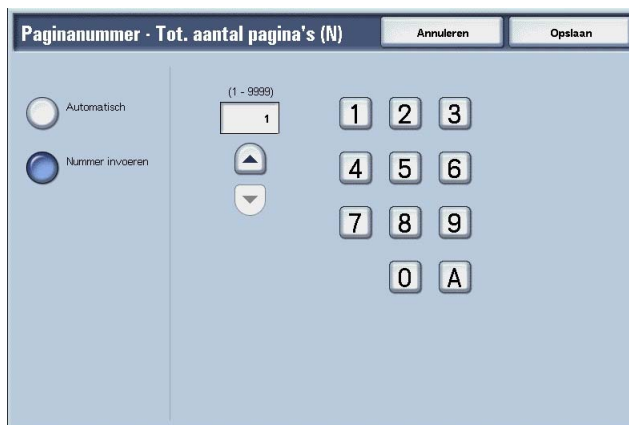 Paginanummer - Tot. aantal pagina's (N) Annuleren Opslaan
Automatisch
Nummer invoeren
(1 - 9999)
1
1 2 3
4 5 6
7 8 9
0 A